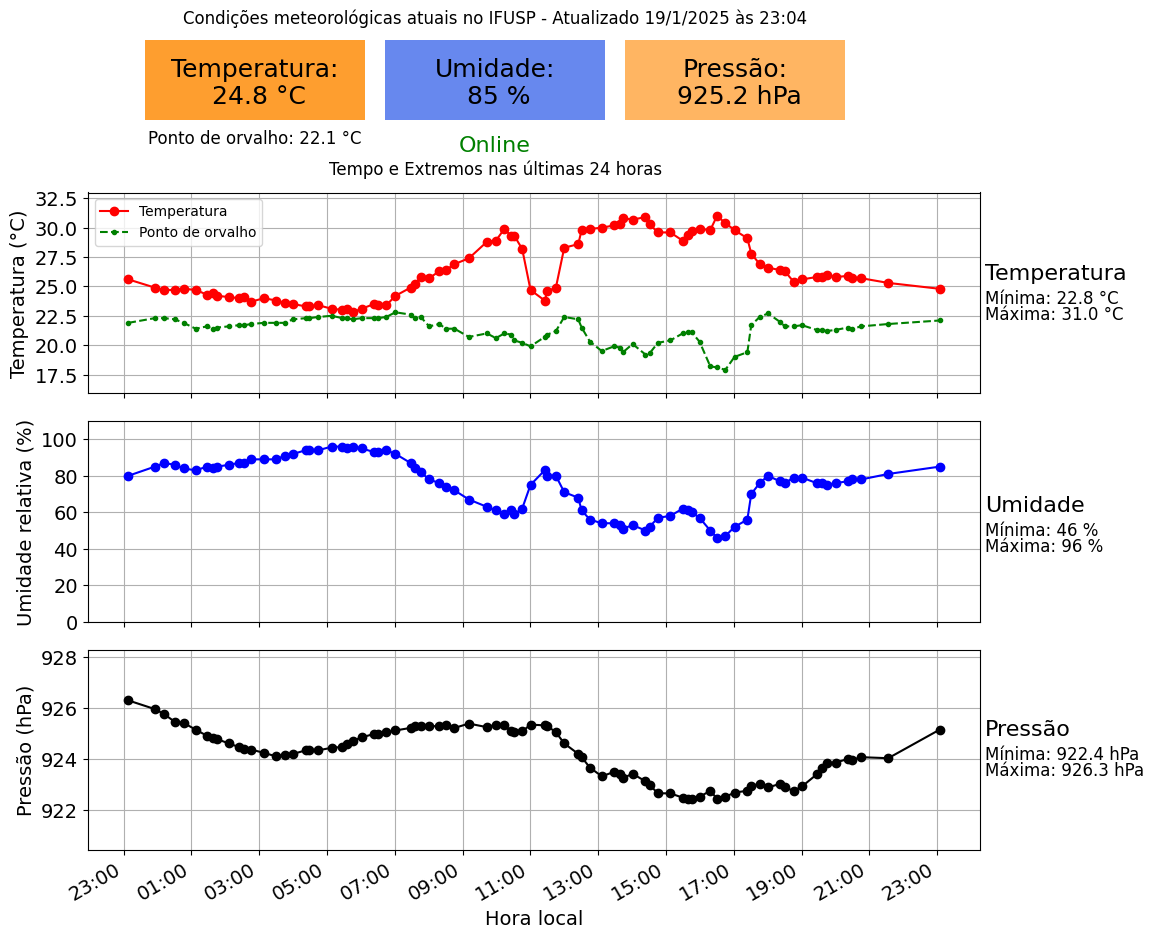 Condições meteorológicas atuais no IFUSP - Atualizado 19/1/2025 às 23:04
Temperatura:
24.8 °C
Umidade:
85 %
Pressão:
925.2 hPa
Ponto de orvalho: 22.1 °C
Online
Tempo e Extremos nas últimas 24 horas
Temperatura (°C)
32.5
30.0
27.5
25.0
22.5
20.0
17.5
Temperatura
Ponto de orvalho
Temperatura
Mínima: 22.8 °C
Máxima: 31.0 °C
Umidade relativa (%)
100
80
60
40
20
0
Umidade
Mínima: 46 %
Máxima: 96 %
Pressão (hPa)
928
926
924
922
Pressão
Mínima: 922.4 hPa
Máxima: 926.3 hPa
23:00 01:00 03:00 05:00 07:00 09:00 11:00 13:00 15:00 17:00 19:00 21:00 23:00
Hora local